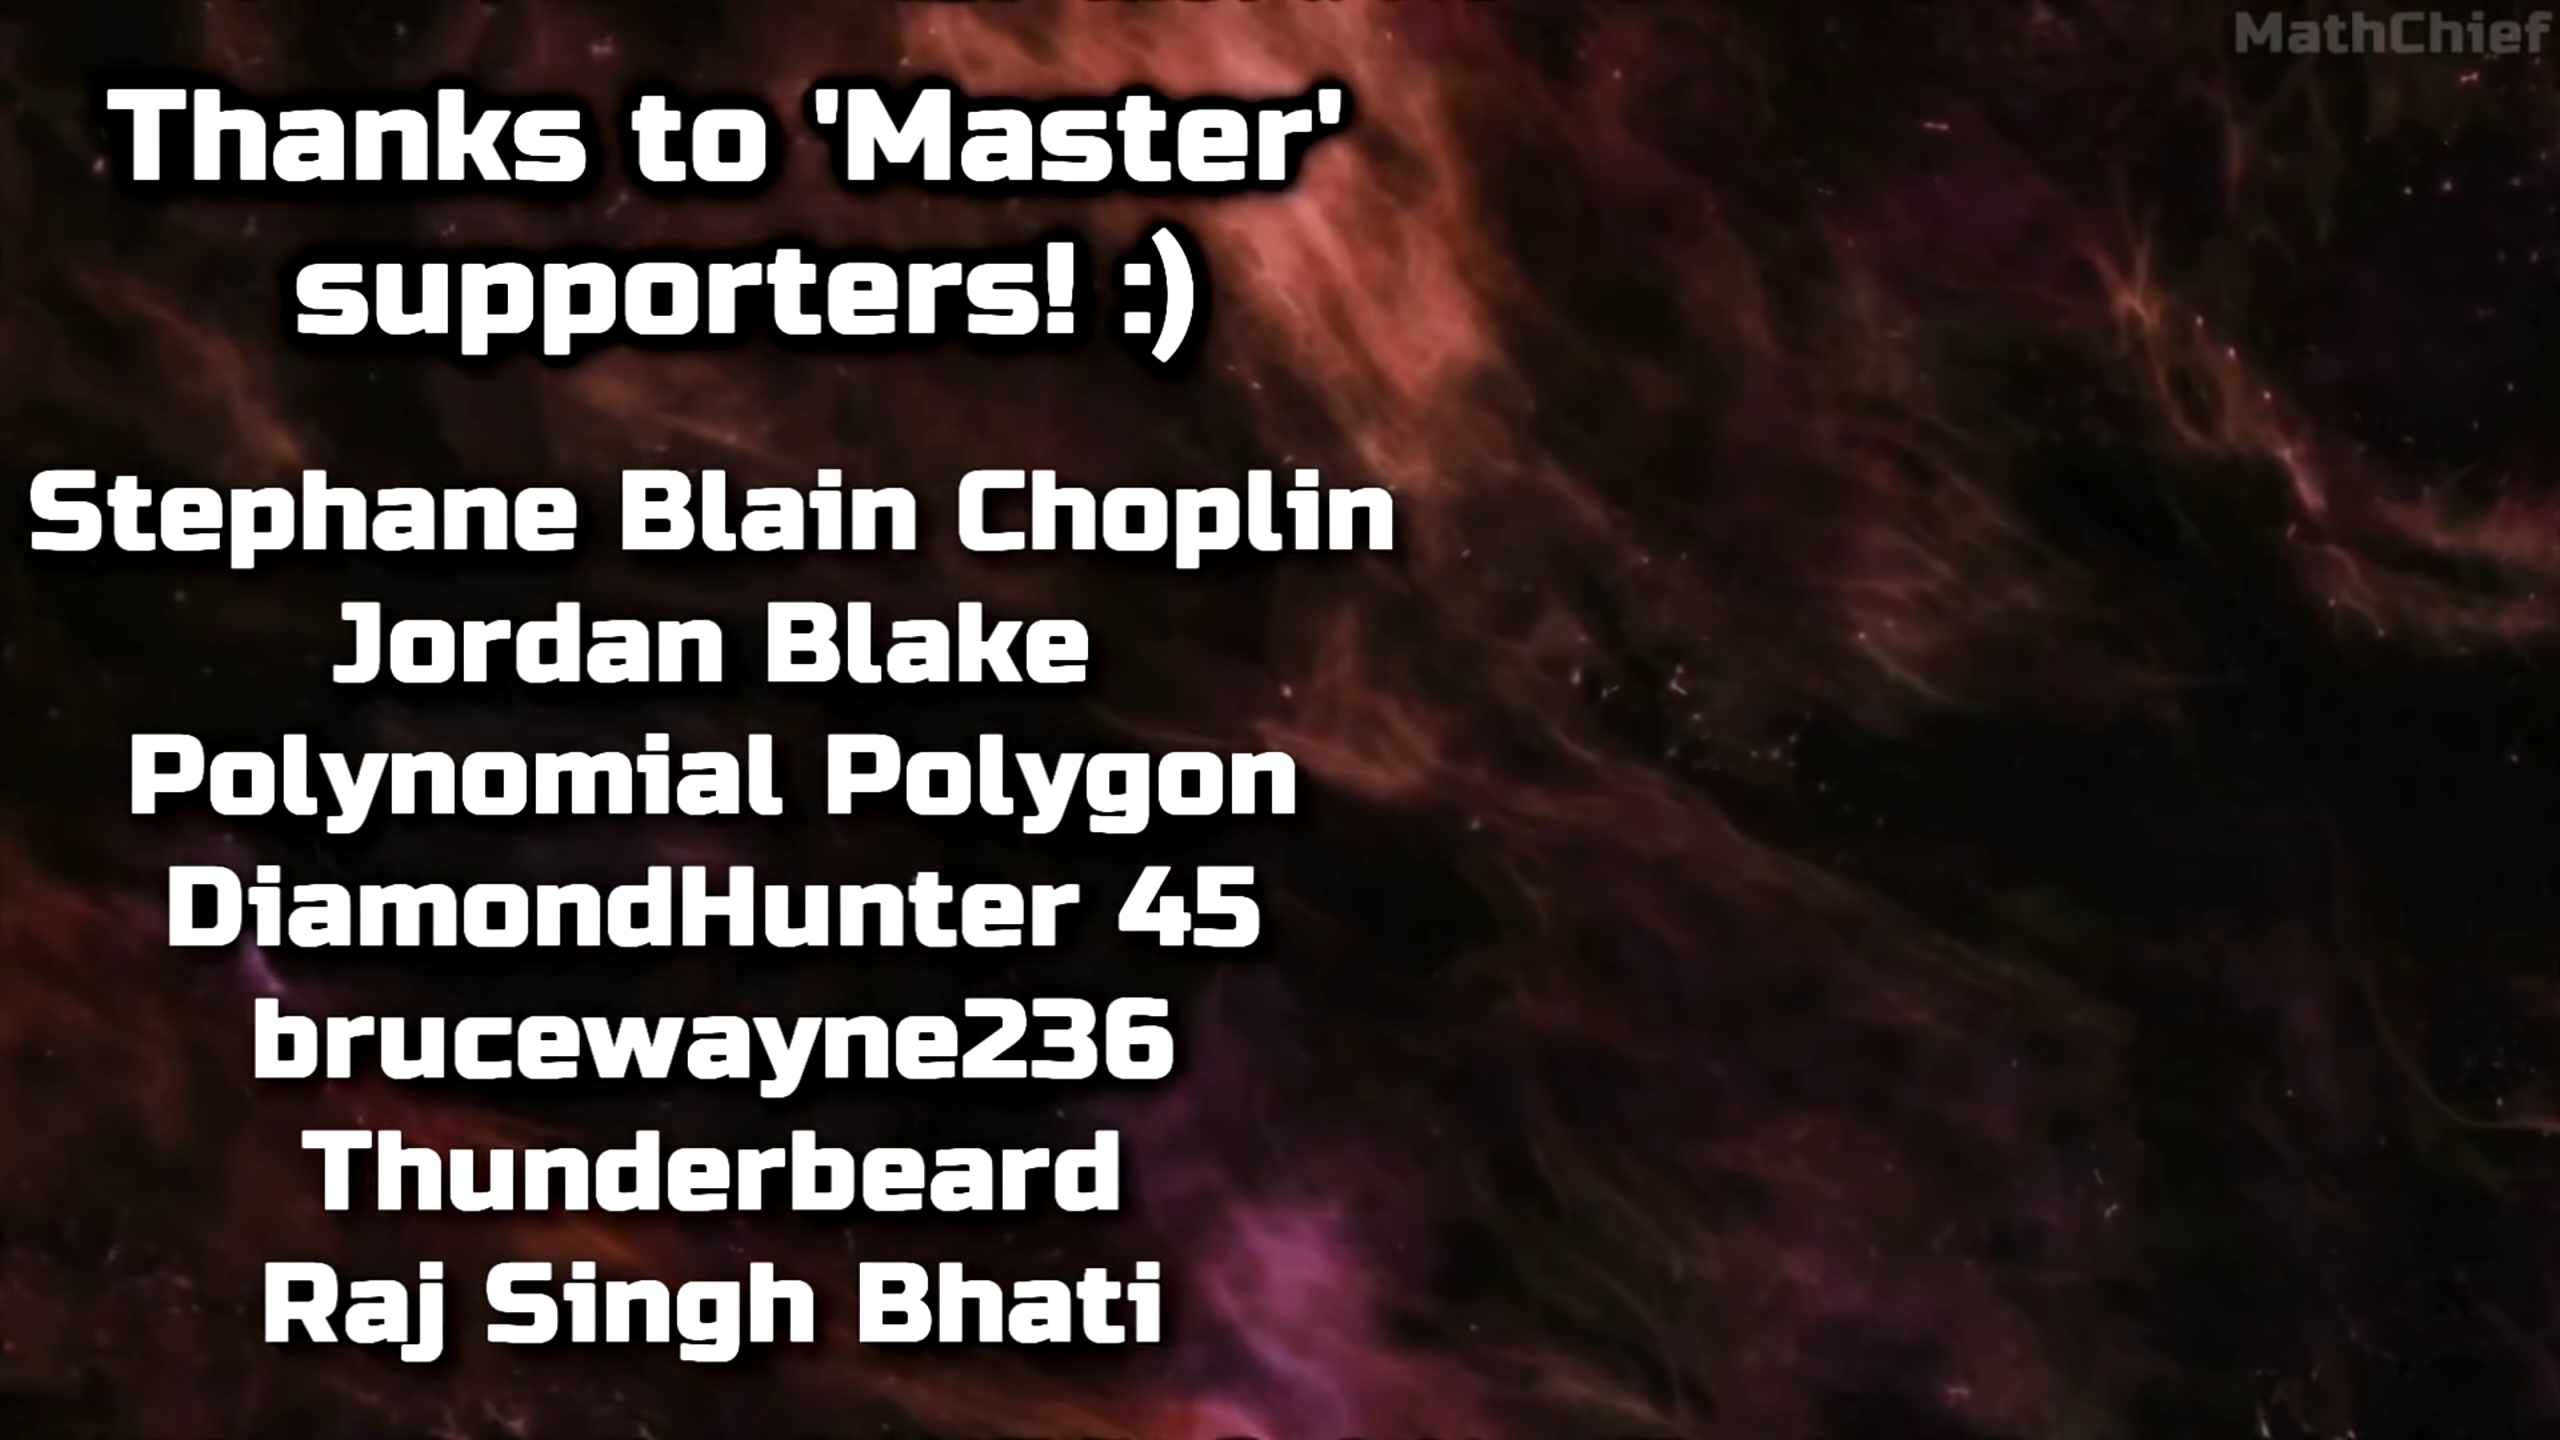 MathChief
Thanks to 'Master'
supporters! :)
Stephane Blain Choplin
Jordan Blake
Polynomial Polygon
DiamondHunter 45
brucewayne236
Thunderbeard
Raj Singh Bhati